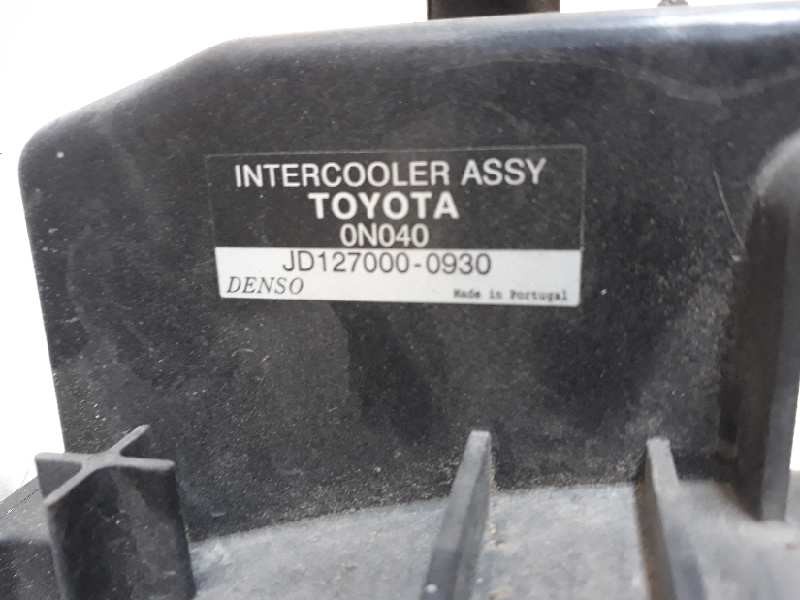 INTERCOOLER ASSY
TOYOTA
0N040
JD127000-0930
DENSO Made in Portugal